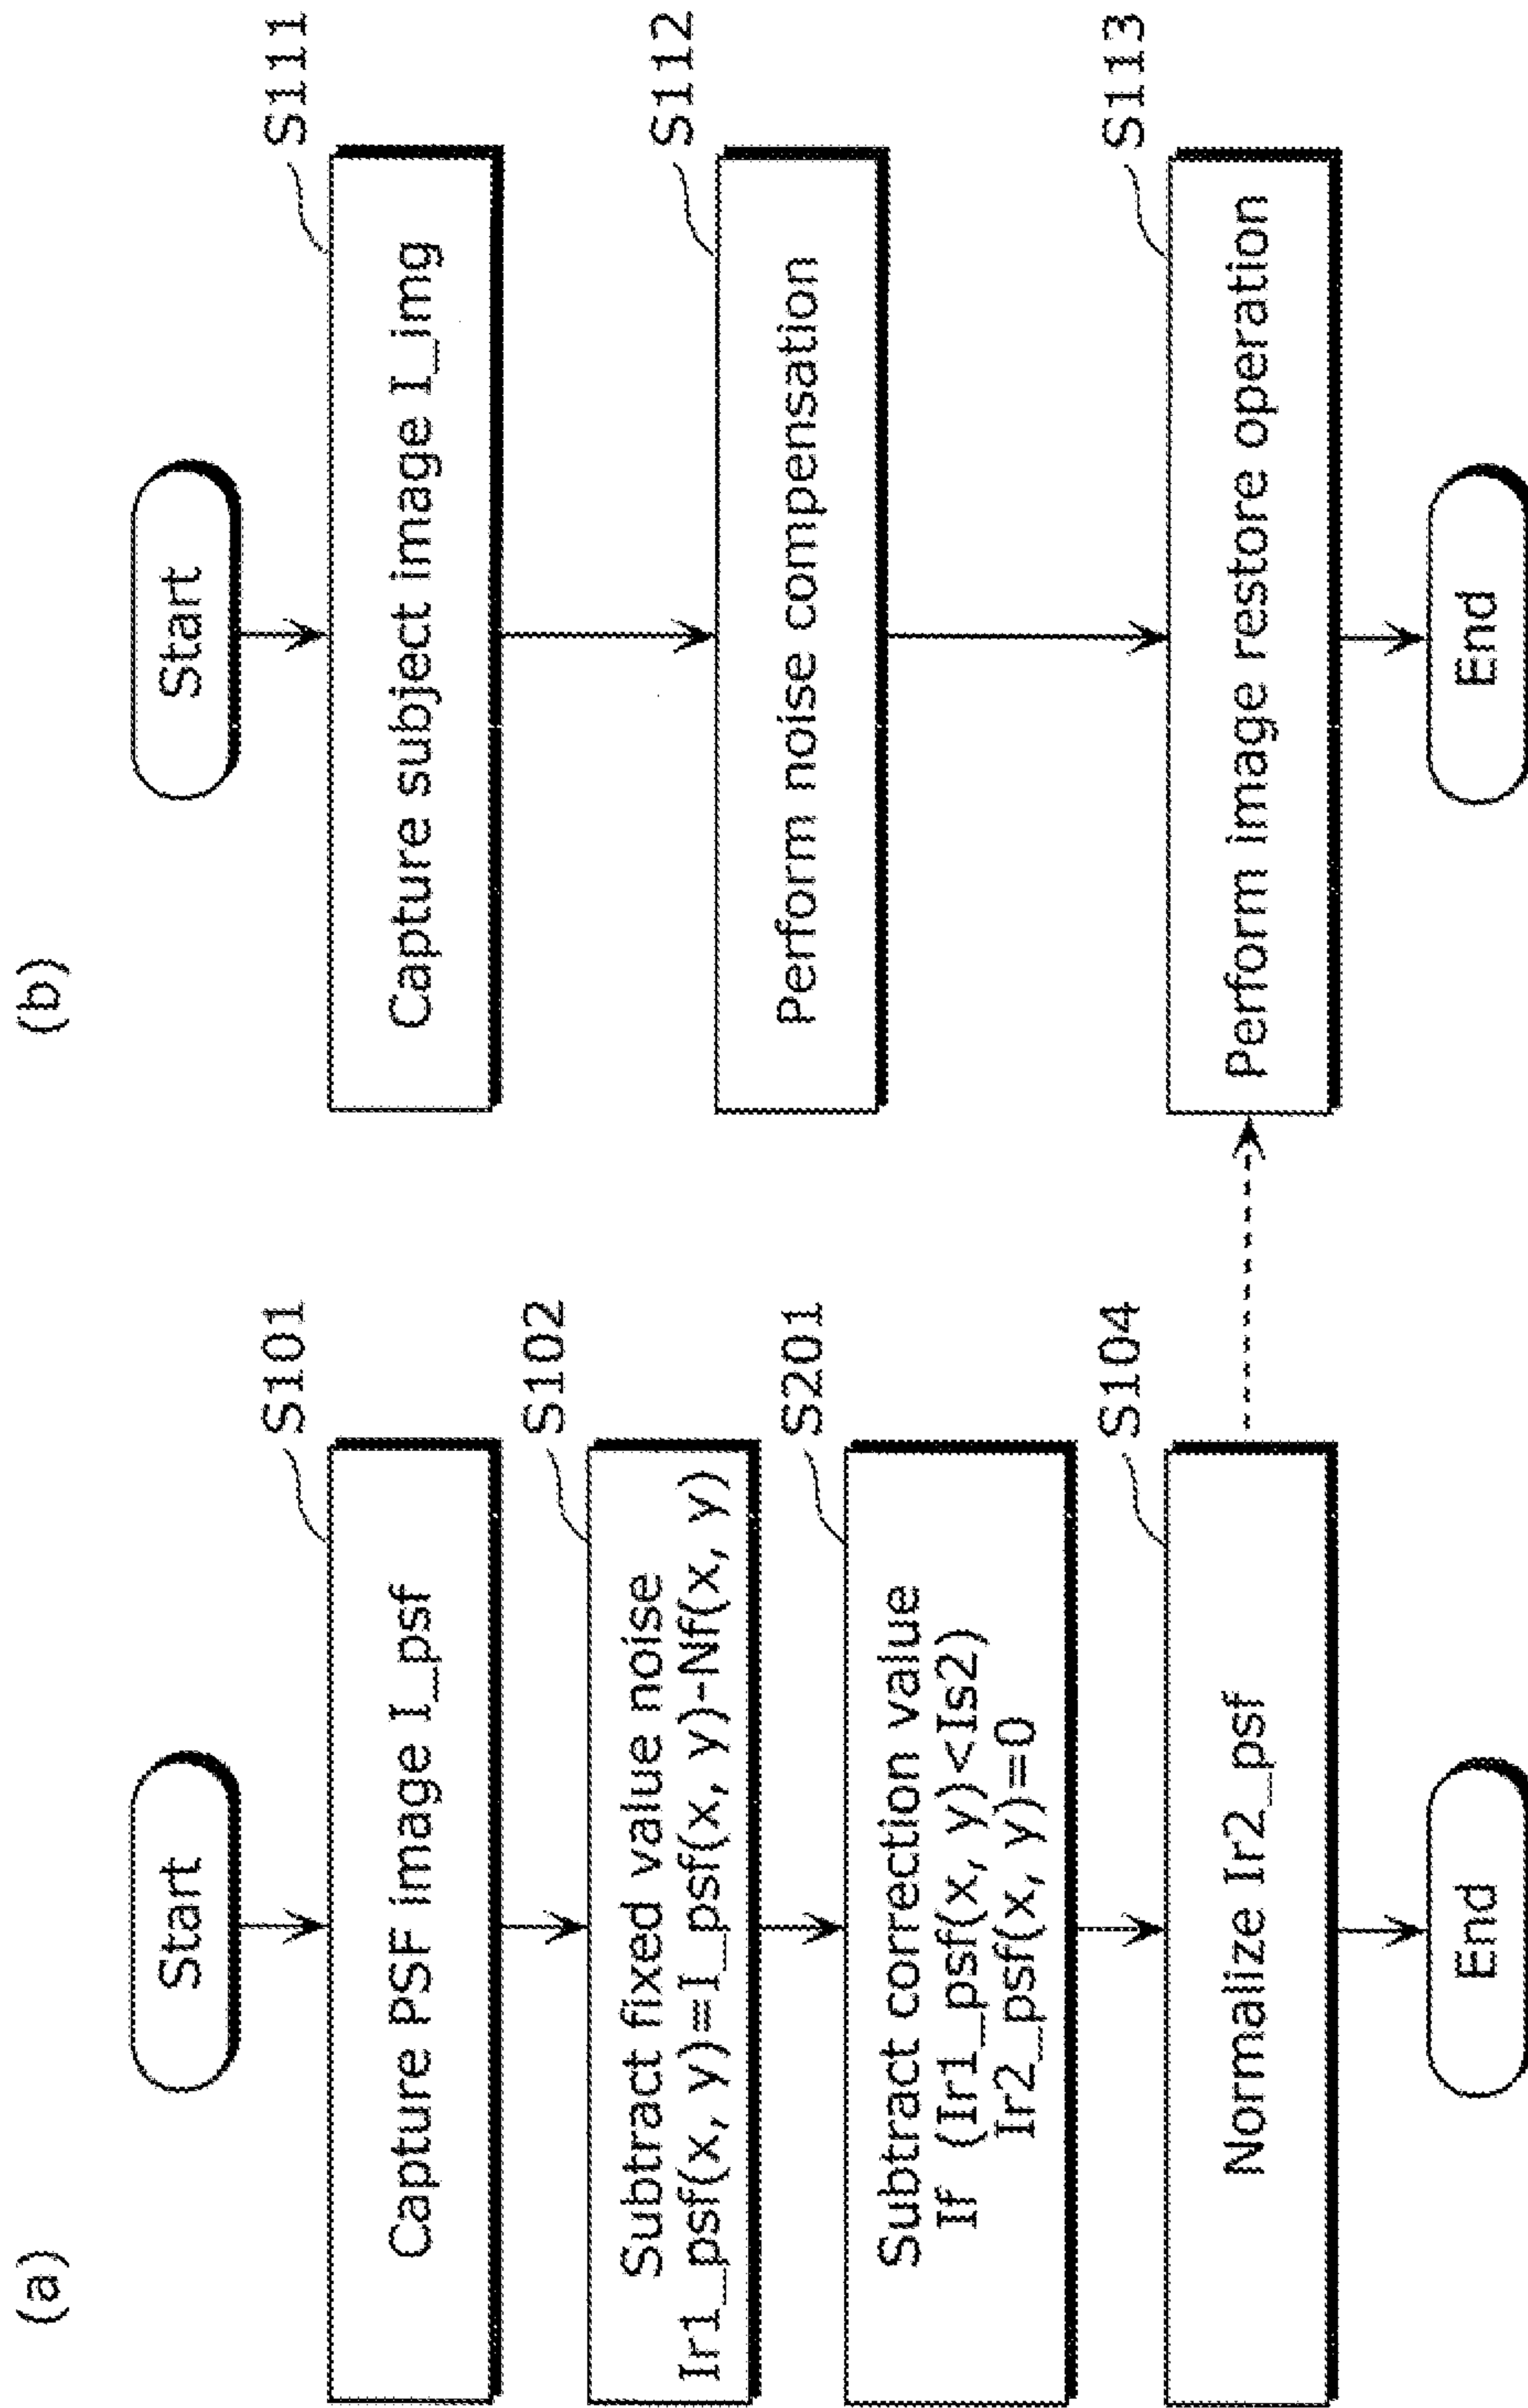 (a)
Start
S101
Capture PSF image I_psf
S102
Subtract fixed value noise
Ir1_psf(x, y)=I_psf(x, y)-Nf(x, y)
S201
Subtract correction value
If (Ir1_psf(x, y)<Is2)
Ir2_psf(x, y)=0
S104
Normalize Ir2_psf
End
(b)
Start
S111
Capture subject image I_img
S112
Perform noise compensation
S113
Perform image restore operation
End